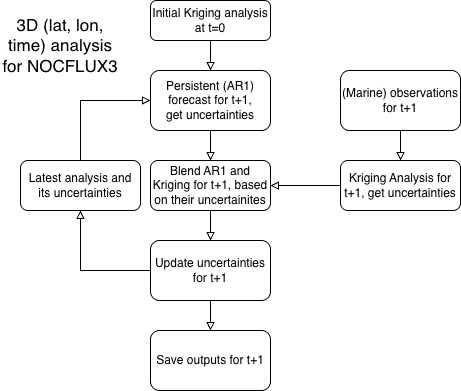 3D (lat, lon,
time) analysis
for NOCFLUX3
Initial Kriging analysis
at t=0
Persistent (AR1)
forecast for t+1,
get uncertainties
(Marine) observations
for t+1
Latest analysis and
its uncertainties
Blend AR1 and
Kriging for t+1, based
on their uncertainites
Kriging Analysis for
t+1, get uncertainties
Update uncertainties
for t+1
Save outputs for t+1